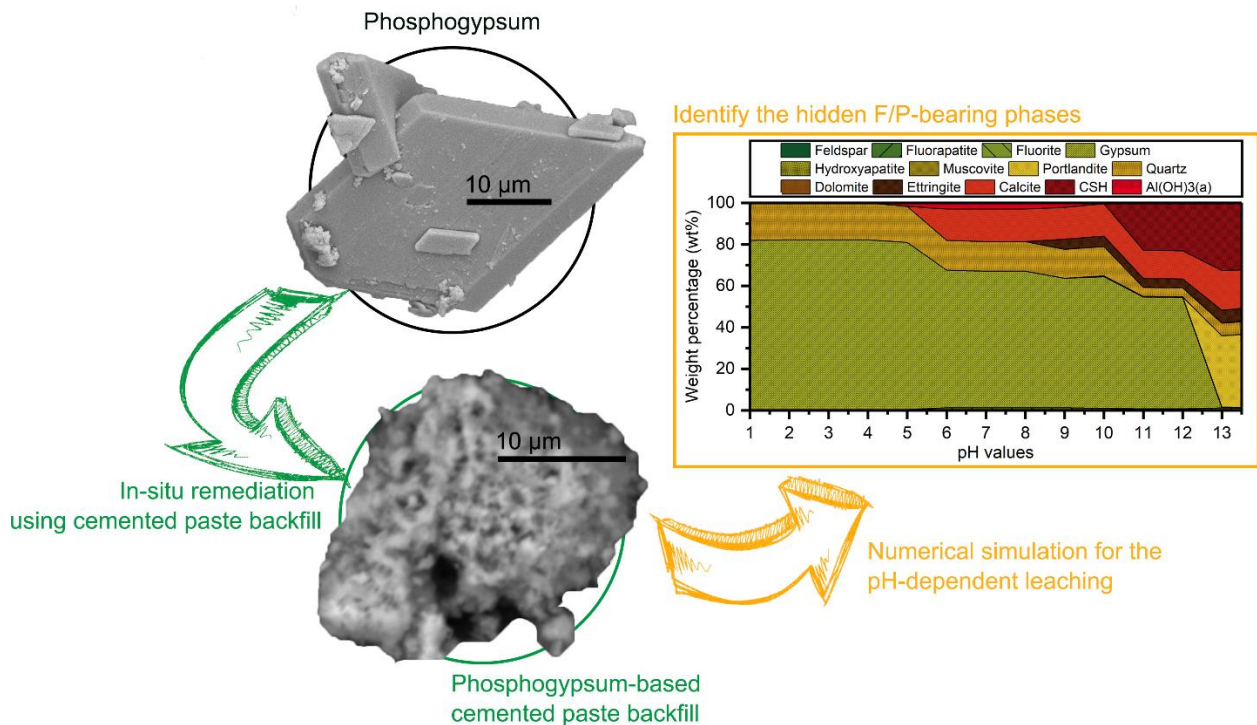 Phosphogypsum
10 µm
In-situ remediation
using cemented paste backfill
10 µm
Phosphogypsum-based
cemented paste backfill
Identify the hidden F/P-bearing phases
Feldspar Fluorapatite Fluorite Gypsum
Hydroxyapatite Muscovite Portlandite Quartz
Dolomite Ettringite Calcite CSH Al(OH)3(a)
Weight percentage (wt%)
100
80
60
40
20
0
1 2 3 4 5 6 7 8 9 10 11 12 13
pH values
Numerical simulation for the
pH-dependent leaching